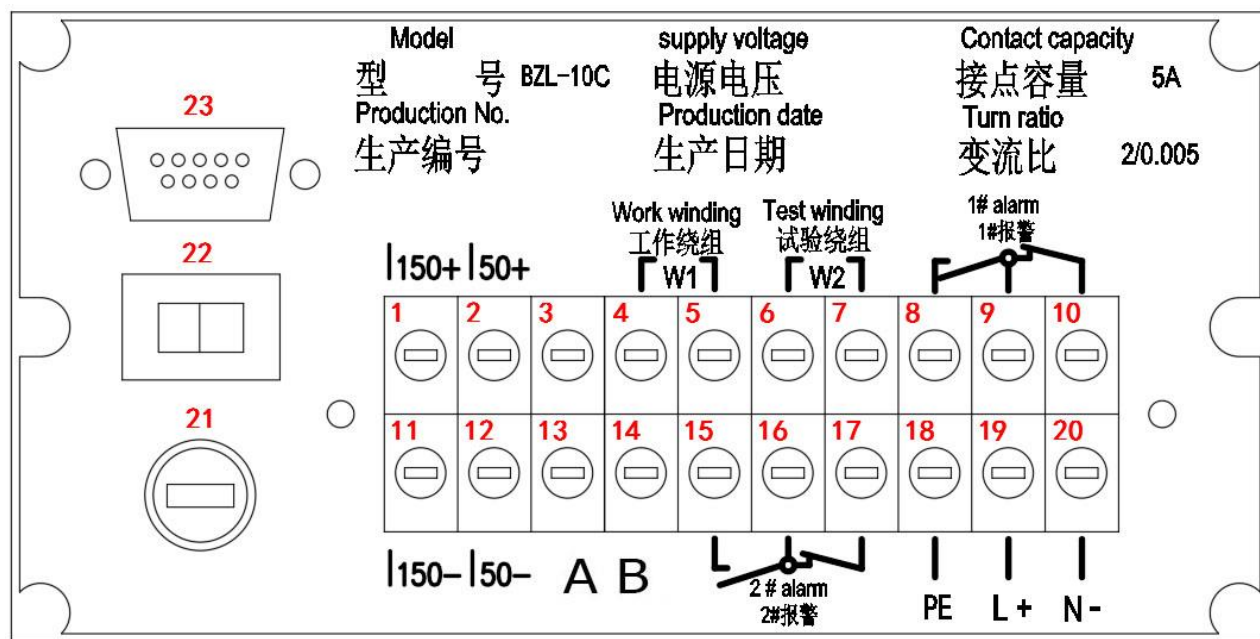 Model supply voltage Contact capacity
型 号 BZL-10C 电源电压 接点容量 5A
Production No. Production date Turn ratio
生产编号 生产日期 变流比 2/0.005
23
22
21
Work winding Test winding 1# alarm
工作绕组 试验绕组 1#报警
I150+ I50+ W1 W2
1 2 3 4 5 6 7 8 9 10
11 12 13 14 15 16 17 18 19 20
I150- I50- A B 2 # alarm PE L + N -
2#报警